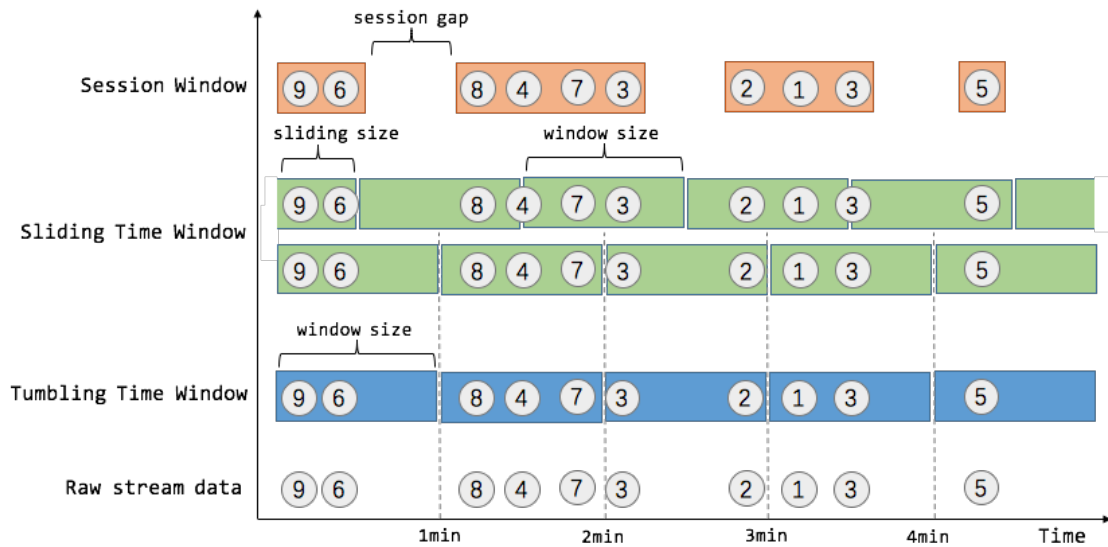 session gap
Session Window
9 6 8 4 7 3 2 1 3 5
sliding size
window size
9 6 8 4 7 3 2 1 3 5
Sliding Time Window
9 6 8 4 7 3 2 1 3 5
window size
Tumbling Time Window
9 6 8 4 7 3 2 1 3 5
Raw stream data
9 6 8 4 7 3 2 1 3 5
1min 2min 3min 4min Time